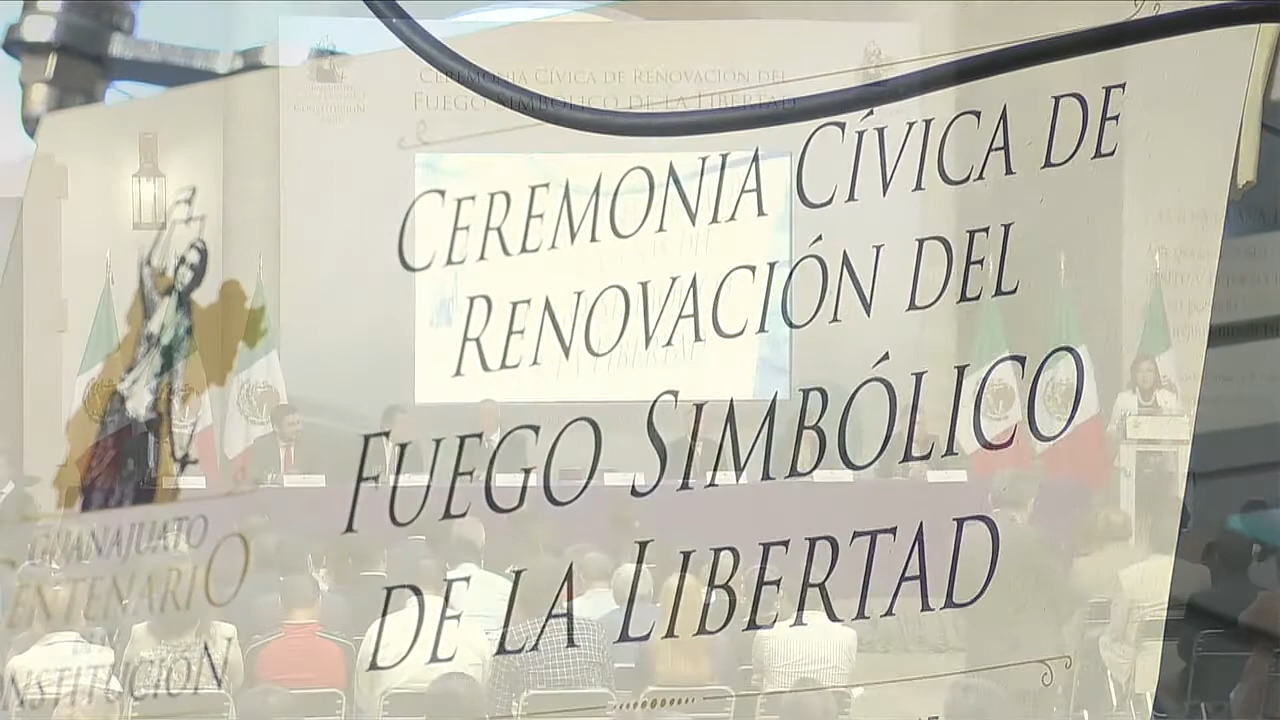 CEREMONIA CÍVICA DE RENOVACIÓN DEL
FUEGO SIMBÓLICO DE LA LIBERTAD
CEREMONIA CÍVICA DE
RENOVACIÓN DEL
FUEGO SIMBÓLICO
DE LA LIBERTAD
GUANAJUATO
CENTENARIO
CONSTITUCIÓN